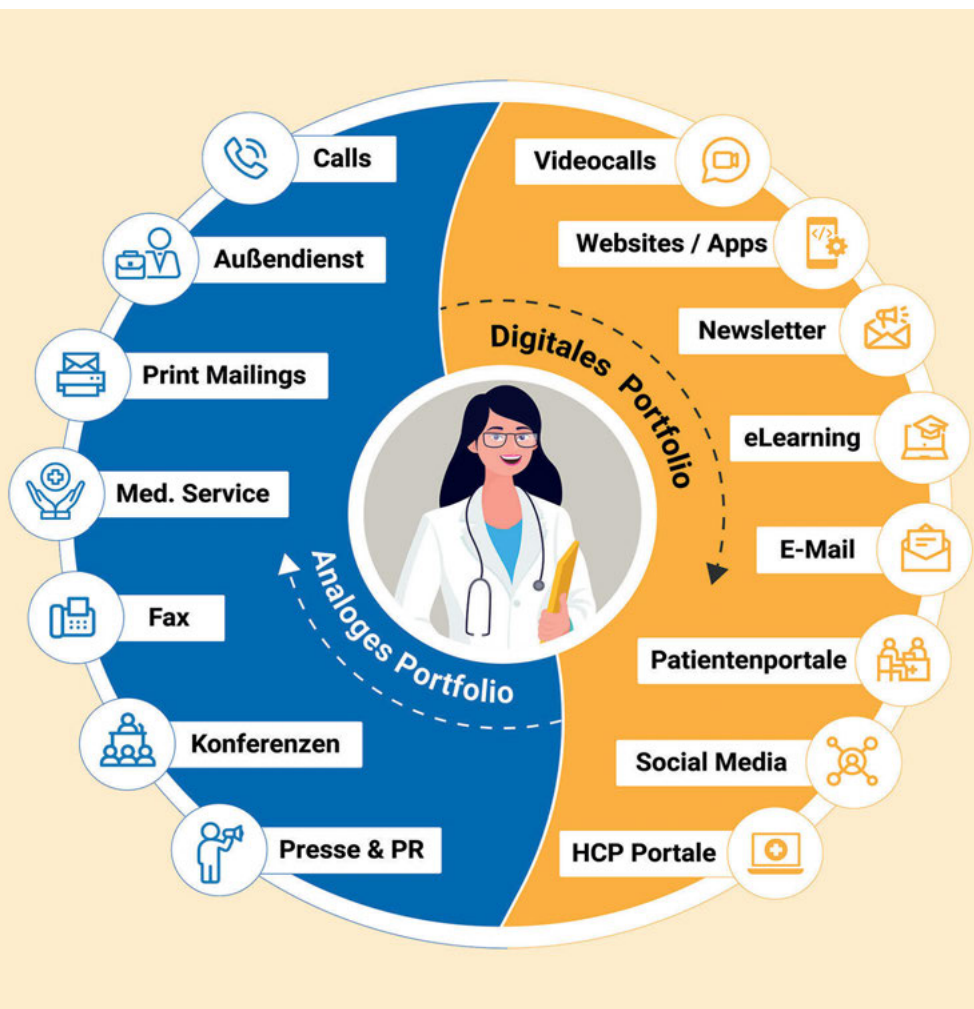 Calls
Außendienst
Print Mailings
Med. Service
Fax
Konferenzen
Presse & PR
Analoges Portfolio
Digitales Portfolio
Videocalls
Websites / Apps
Newsletter
eLearning
E-Mail
Patientenportale
Social Media
HCP Portale